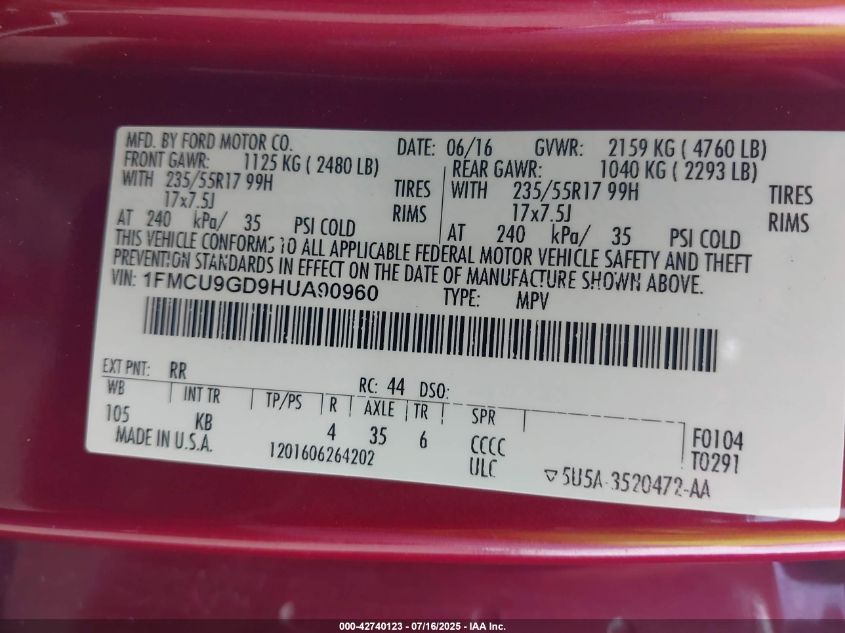 MFD. BY FORD MOTOR CO.
DATE: 06/16 GVWR: 2159 KG ( 4760 LB)
FRONT GAWR: 1125 KG ( 2480 LB)
REAR GAWR: 1040 KG ( 2293 LB)
WITH 235/55R17 99H TIRES
WITH 235/55R17 99H TIRES
17x7.5J RIMS
17x7.5J RIMS
AT 240 kPa/ 35 PSI COLD
AT 240 kPa/ 35 PSI COLD
THIS VEHICLE CONFORMS TO ALL APPLICABLE FEDERAL MOTOR VEHICLE SAFETY AND THEFT
PREVENTION STANDARDS IN EFFECT ON THE DATE OF MANUFACTURE SHOWN ABOVE.
VIN: 1FMCU9GD9HUA90960 TYPE: MPV
EXT PNT: RR RC: 44 DSO:
WB INT TR TP/PS R AXLE TR SPR
105 KB 4 35 6 CCCC F0104
MADE IN U.S.A. 1201606264202 ULC T0291
▽5U5A-3520472-AA
000-42740123 - 07/16/2025 - IAA Inc.